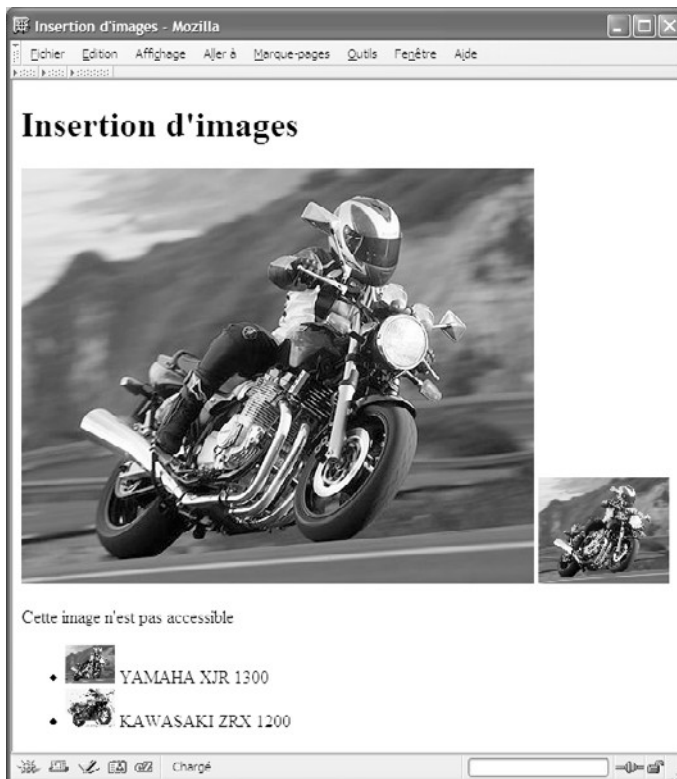 Insertion d'images - Mozilla
Fichier Edition Affichage Aller à Marque-pages Outils Fenêtre Aide
Insertion d'images
Cette image n'est pas accessible
• YAMAHA XJR 1300
• KAWASAKI ZRX 1200
Chargé